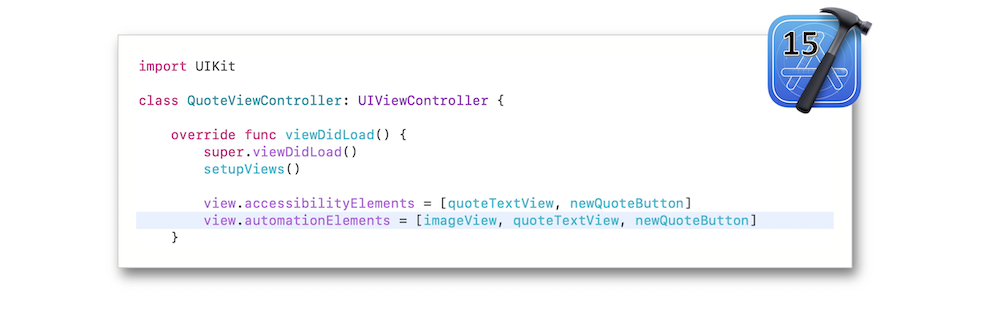 15
import UIKit
class QuoteViewController: UIViewController {
override func viewDidLoad() {
super.viewDidLoad()
setupViews()
view.accessibilityElements = [quoteTextView, newQuoteButton]
view.automationElements = [imageView, quoteTextView, newQuoteButton]
}